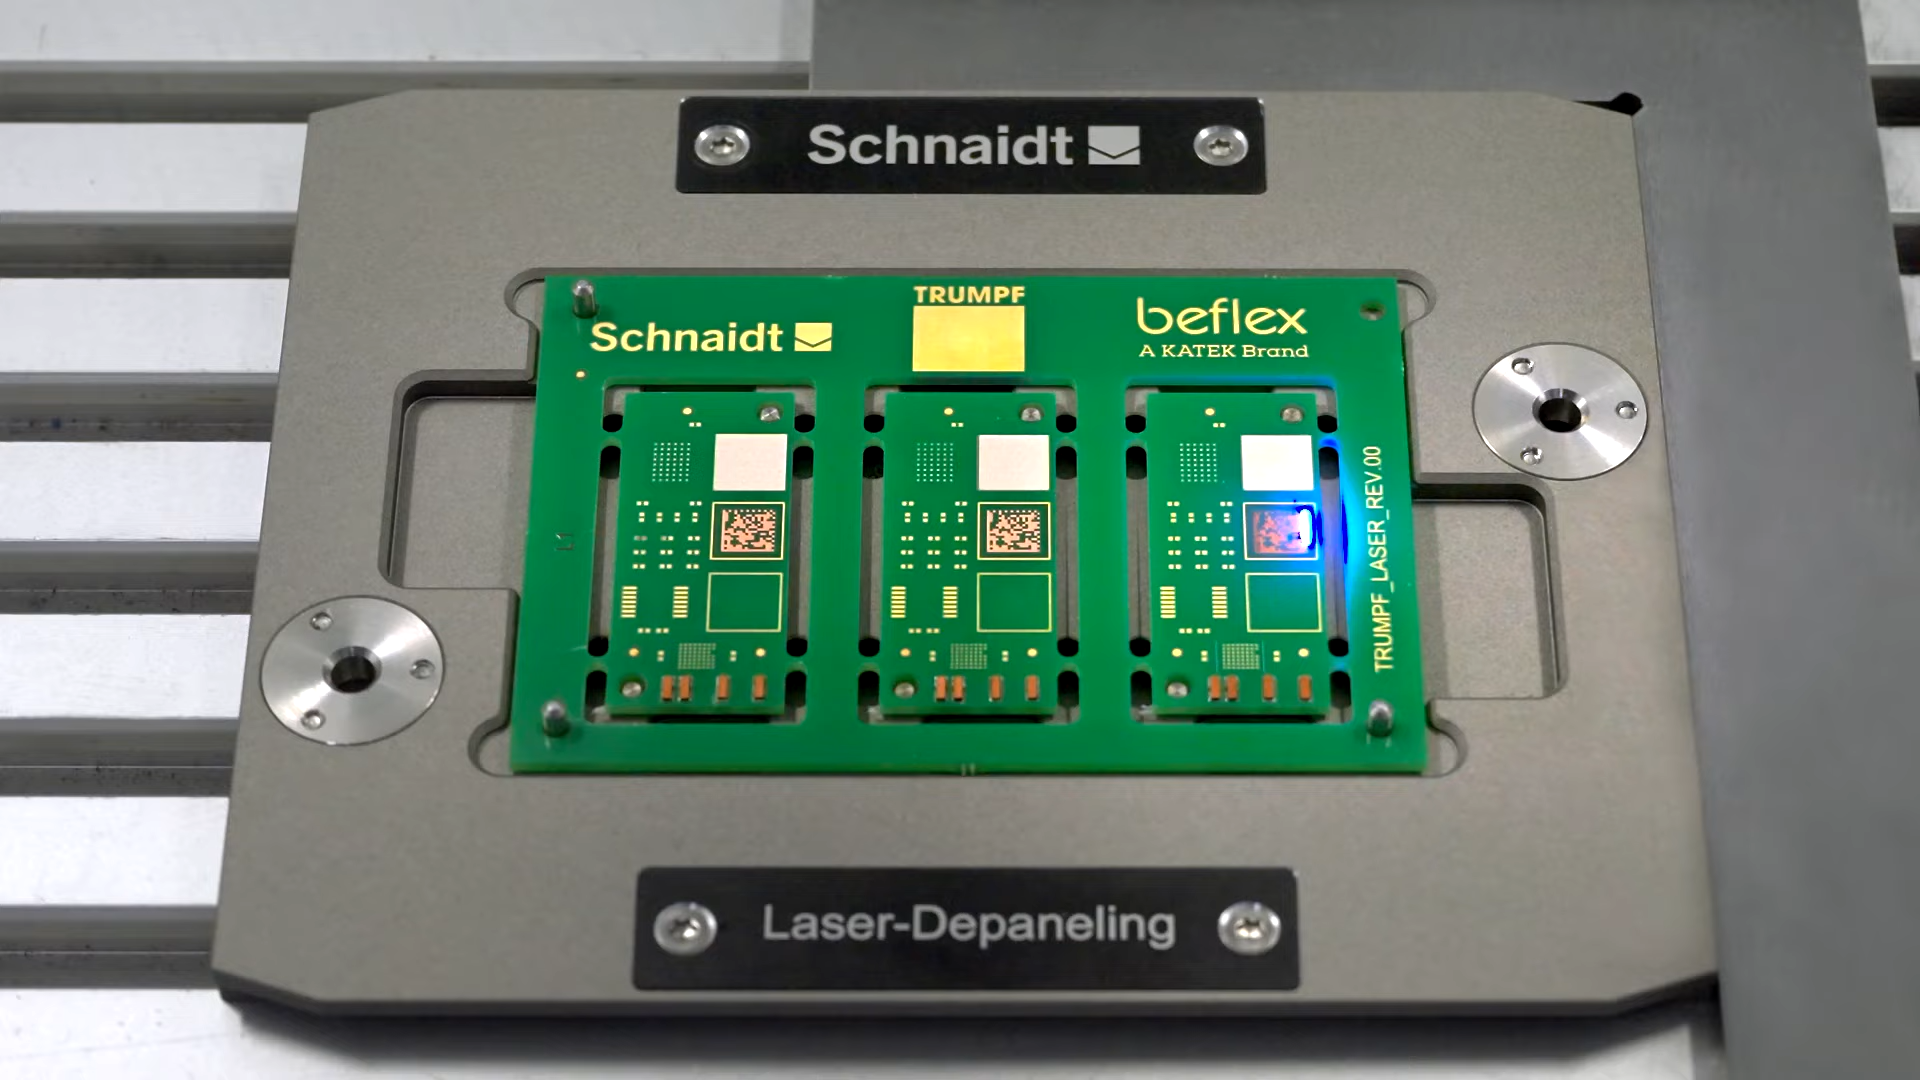 Schnaidt
TRUMPF
Schnaidt
beflex
A KATEK Brand
TRUMPF_LASER_REV.00
Laser-Depaneling